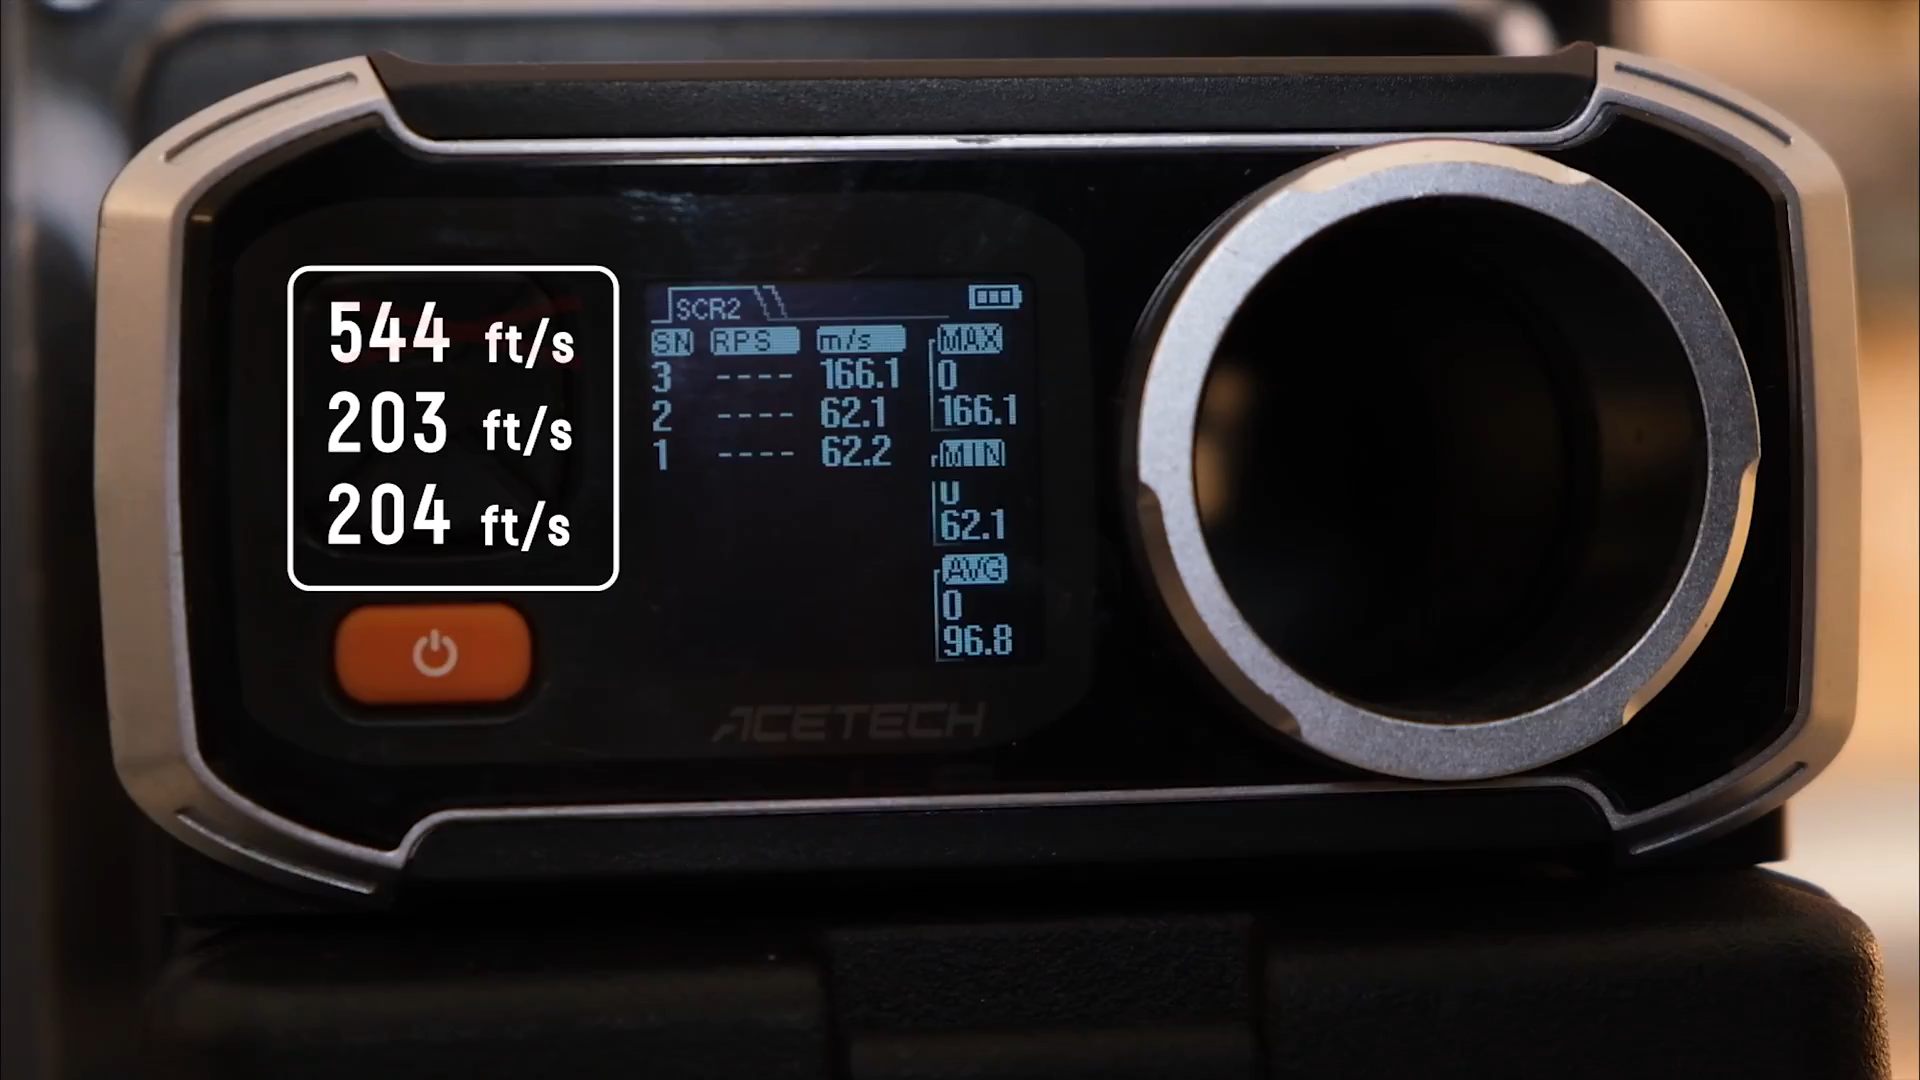 544 ft/s
203 ft/s
204 ft/s
SCR2
SN RPS m/s
3 ---- 166.1
2 ---- 62.1
1 ---- 62.2
MAX
0
166.1
MIN
0
62.1
AVG
0
96.8
ACETECH